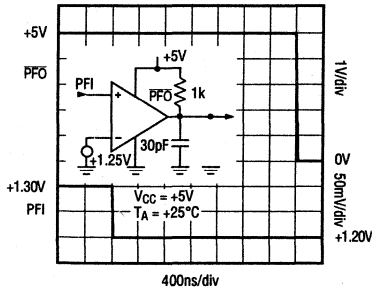 +5V
PFO
1V/div
+5V
PFI
+
PFO
1k
-
30pF
+1.25V
0V
+1.30V
PFI
VCC = +5V
TA = +25°C
50mV/div
+1.20V
400ns/div